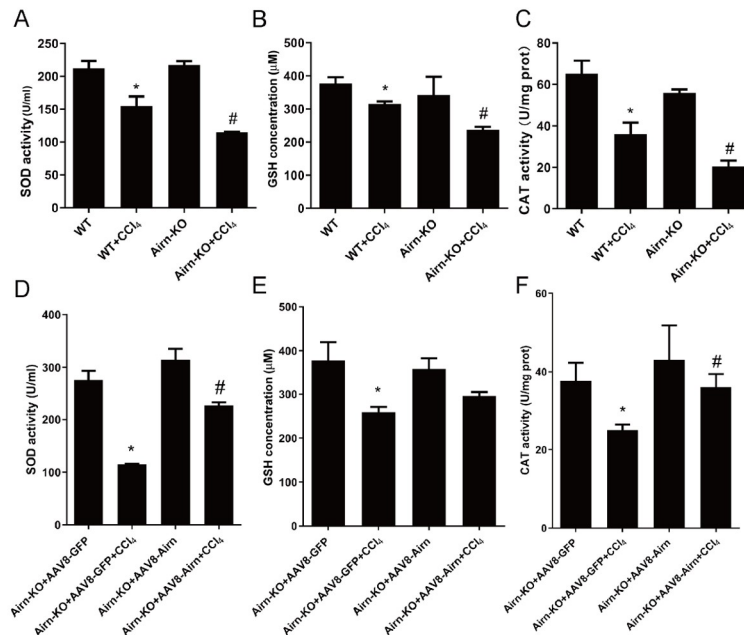 A
SOD activity (U/ml)
250
200
150
100
50
0
*
#
WT
WT+CCl₄
Airn-KO
Airn-KO+CCl₄
B
GSH concentration (μM)
500
400
300
200
100
0
*
#
WT
WT+CCl₄
Airn-KO
Airn-KO+CCl₄
C
CAT activity (U/mg prot)
80
60
40
20
0
*
#
WT
WT+CCl₄
Airn-KO
Airn-KO+CCl₄
D
SOD activity (U/ml)
400
300
200
100
0
*
#
Airn-KO+AAV8-GFP
Airn-KO+AAV8-GFP+CCl₄
Airn-KO+AAV8-Airn
Airn-KO+AAV8-Airn+CCl₄
E
GSH concentration (μM)
500
400
300
200
100
0
*
Airn-KO+AAV8-GFP
Airn-KO+AAV8-GFP+CCl₄
Airn-KO+AAV8-Airn
Airn-KO+AAV8-Airn+CCl₄
F
CAT activity (U/mg prot)
60
40
20
0
*
#
Airn-KO+AAV8-GFP
Airn-KO+AAV8-GFP+CCl₄
Airn-KO+AAV8-Airn
Airn-KO+AAV8-Airn+CCl₄